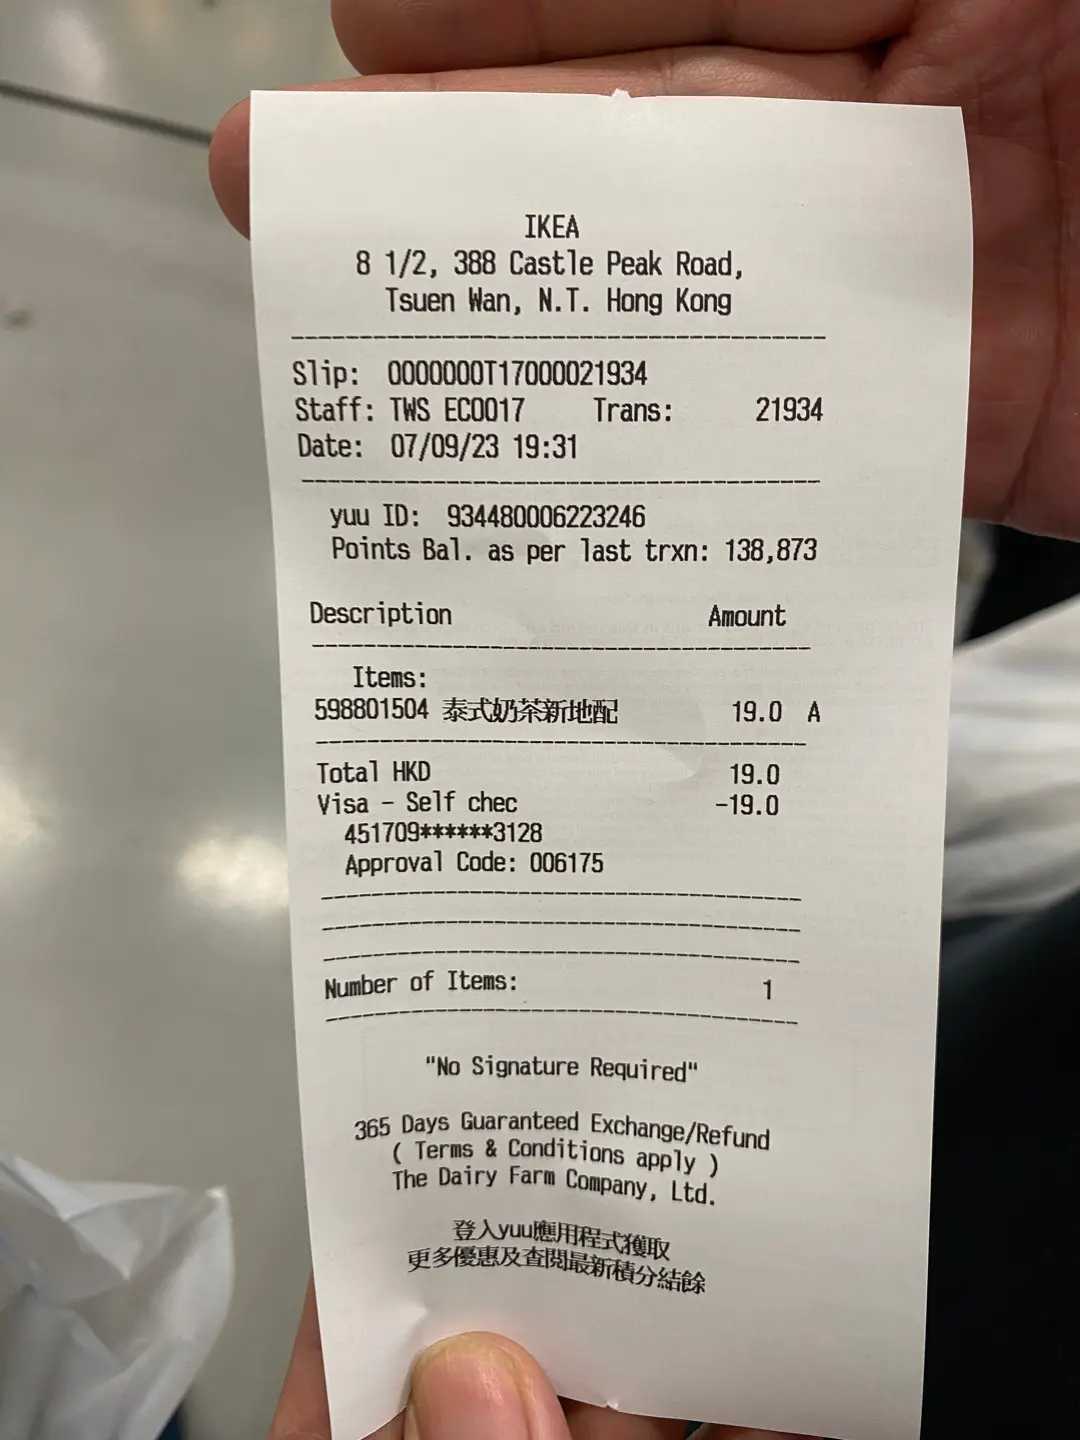 IKEA
8 1/2, 388 Castle Peak Road,
Tsuen Wan, N.T. Hong Kong
--------------------------------------
Slip: 0000000T17000021934
Staff: TWS ECO017 Trans: 21934
Date: 07/09/23 19:31
--------------------------------------
yuu ID: 934480006223246
Points Bal. as per last trxn: 138,873
Description Amount
--------------------------------------
Items:
598801504 泰式奶茶新地配 19.0 A
--------------------------------------
Total HKD 19.0
Visa - Self chec -19.0
451709******3128
Approval Code: 006175
--------------------------------------
--------------------------------------
--------------------------------------
Number of Items: 1
--------------------------------------
"No Signature Required"
365 Days Guaranteed Exchange/Refund
( Terms & Conditions apply )
The Dairy Farm Company, Ltd.
登入yuu應用程式獲取
更多優惠及查閱最新積分結餘